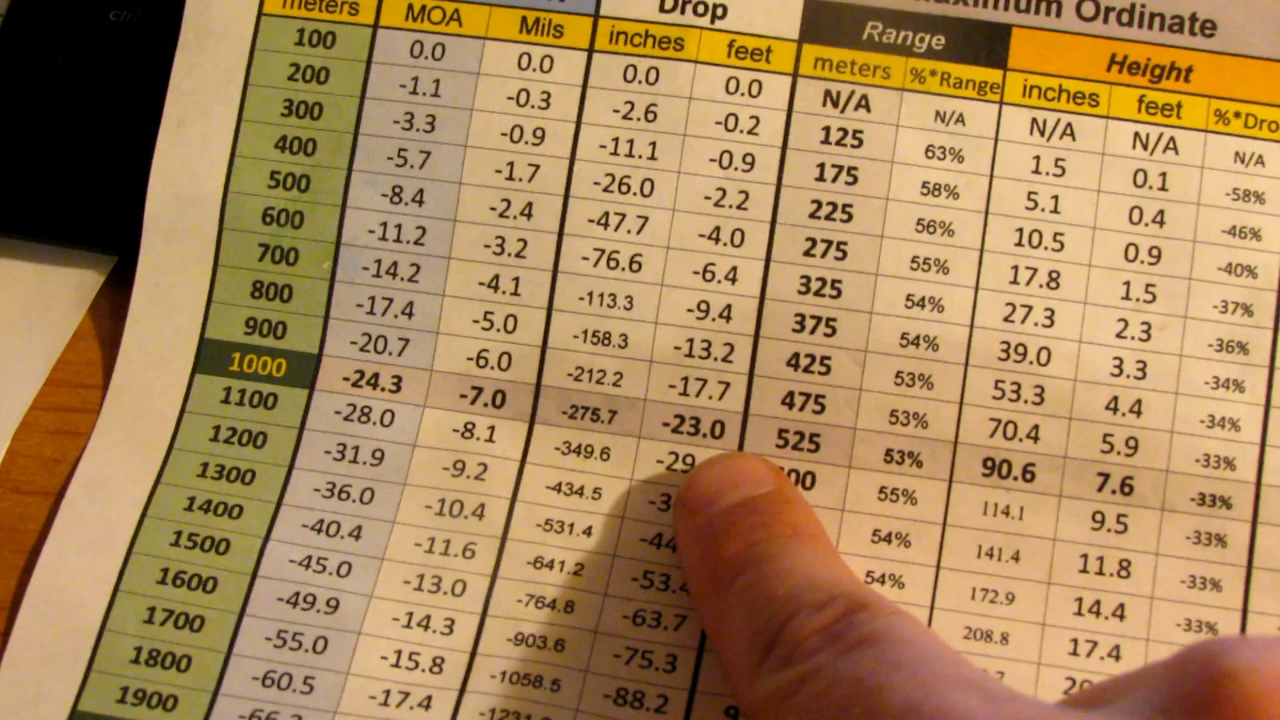 Drop
Ordinate
Range
Height
meters MOA Mils inches feet meters %*Range inches feet %*Dro
100 0.0 0.0 0.0 0.0 N/A N/A N/A N/A N/A
200 -1.1 -0.3 -2.6 -0.2 125 63% 1.5 0.1 -58%
300 -3.3 -0.9 -11.1 -0.9 175 58% 5.1 0.4 -46%
400 -5.7 -1.7 -26.0 -2.2 225 56% 10.5 0.9 -40%
500 -8.4 -2.4 -47.7 -4.0 275 55% 17.8 1.5 -37%
600 -11.2 -3.2 -76.6 -6.4 325 54% 27.3 2.3 -36%
700 -14.2 -4.1 -113.3 -9.4 375 54% 39.0 3.3 -34%
800 -17.4 -5.0 -158.3 -13.2 425 53% 53.3 4.4 -34%
900 -20.7 -6.0 -212.2 -17.7 475 53% 70.4 5.9 -33%
1000 -24.3 -7.0 -275.7 -23.0 525 53% 90.6 7.6 -33%
1100 -28.0 -8.1 -349.6 -29 00 55% 114.1 9.5 -33%
1200 -31.9 -9.2 -434.5 -3 54% 141.4 11.8 -33%
1300 -36.0 -10.4 -531.4 -44 54% 172.9 14.4 -33%
1400 -40.4 -11.6 -641.2 -53.4 208.8 17.4
1500 -45.0 -13.0 -764.8 -63.7
1600 -49.9 -14.3 -903.6 -75.3
1700 -55.0 -15.8 -1058.5 -88.2
1800 -60.5 -17.4
1900
ctrl